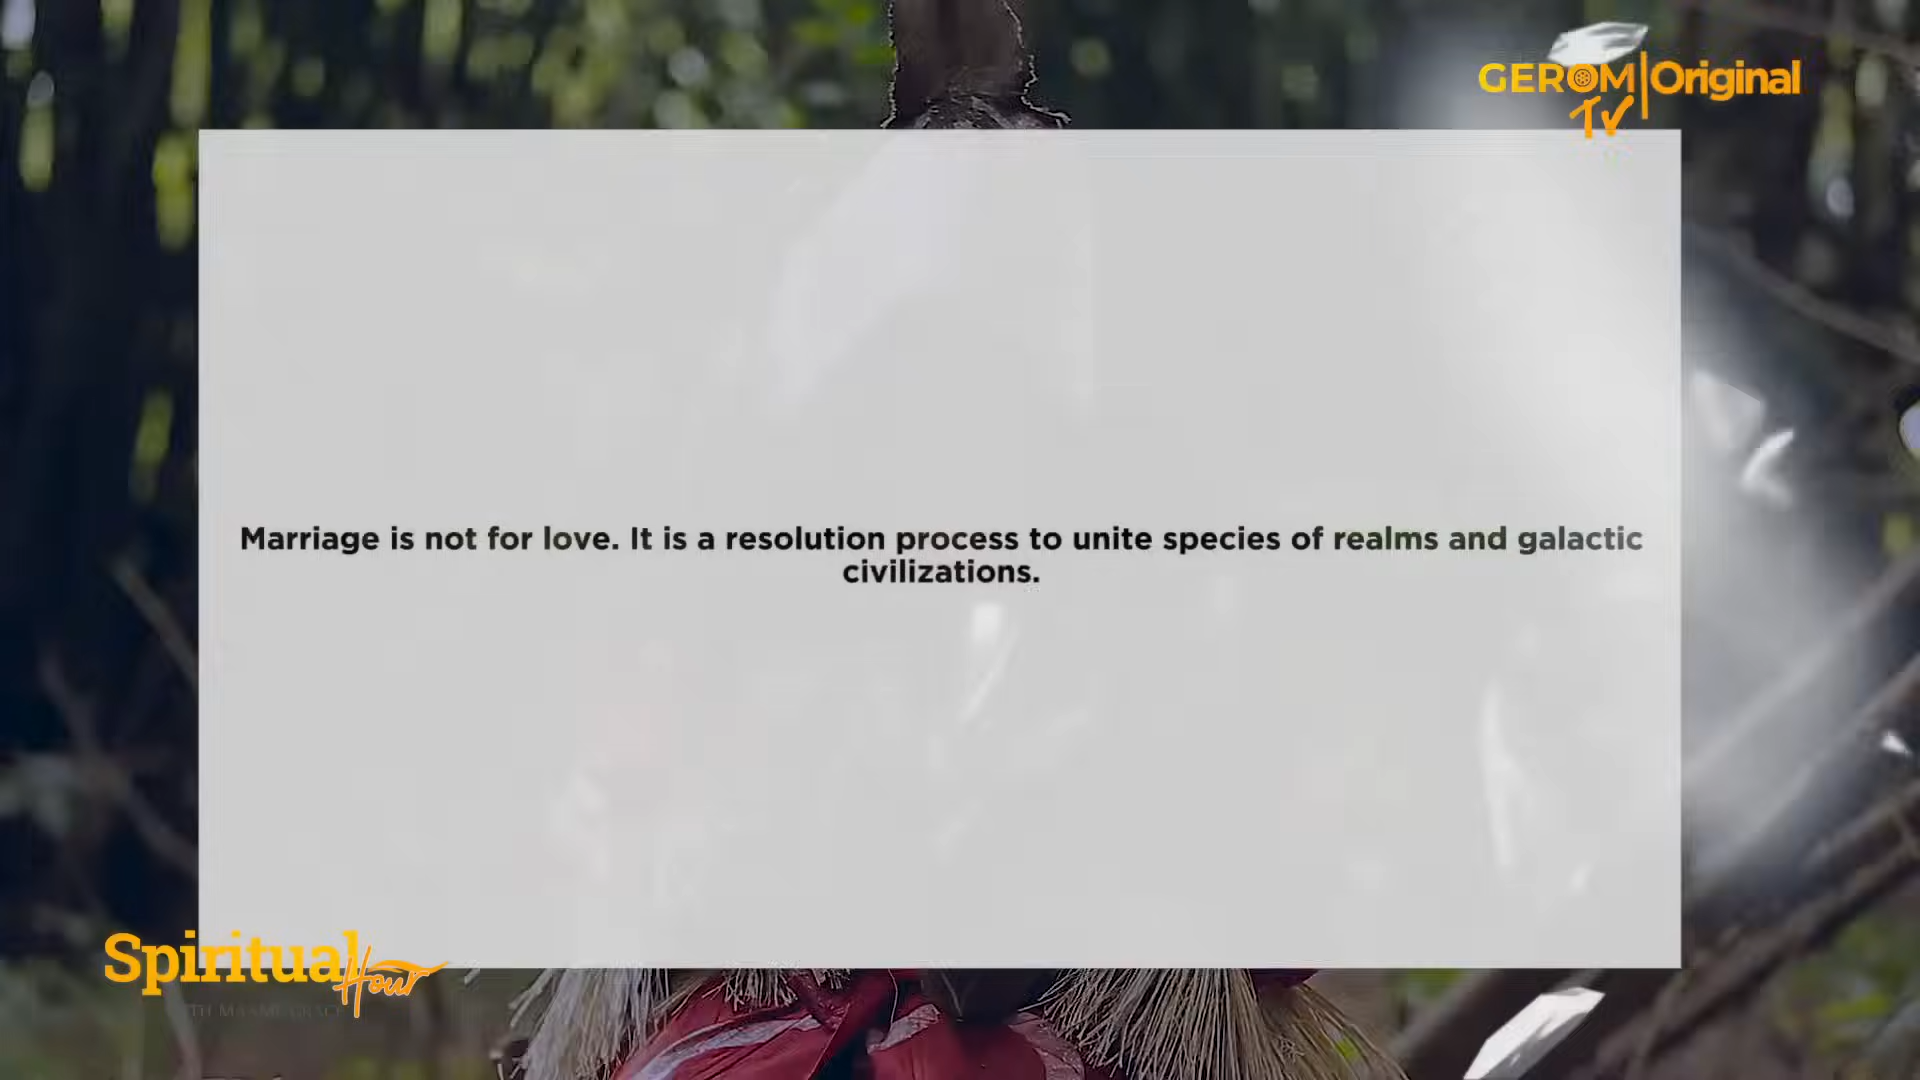 GEROM
TV
Original
Marriage is not for love. It is a resolution process to unite species of realms and galactic
civilizations.
Spiritual
Hour